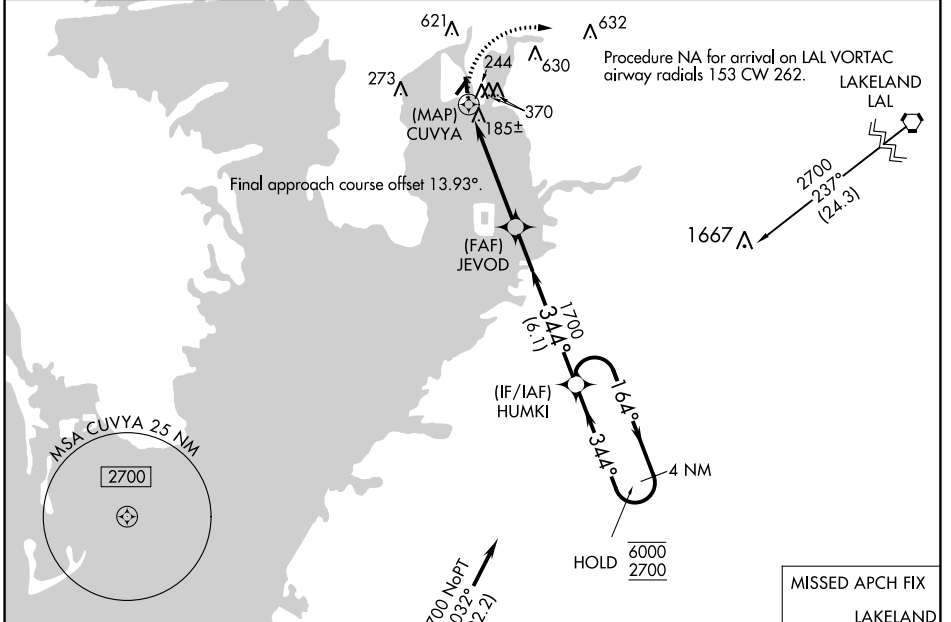 621
632
630
244
273
370
(MAP)
CUVYA
185±
Procedure NA for arrival on LAL VORTAC
airway radials 153 CW 262.
LAKELAND
LAL
2700
237°
(24.3)
1667
Final approach course offset 13.93°.
(FAF)
JEVOD
1700
344°
(6.1)
(IF/IAF)
HUMKI
164°
344°
4 NM
HOLD
6000
2700
MSA CUVYA 25 NM
2700
700 NoPT
032°
2.2)
MISSED APCH FIX
LAKELAND